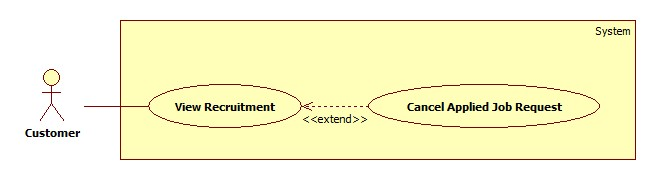 System
View Recruitment
Cancel Applied Job Request
<<extend>>
Customer